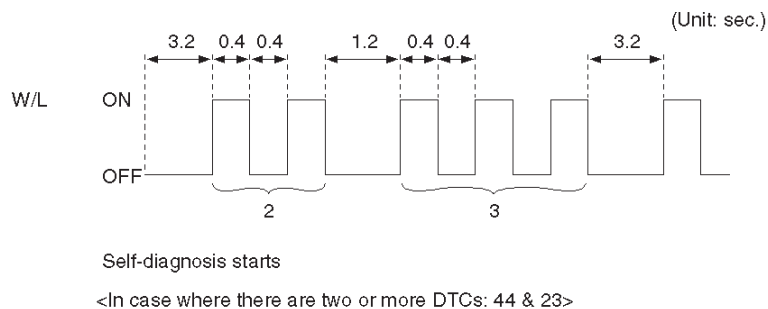 (Unit: sec.)
3.2 0.4 0.4 1.2 0.4 0.4 3.2
W/L ON
OFF
2 3
Self-diagnosis starts
<In case where there are two or more DTCs: 44 & 23>